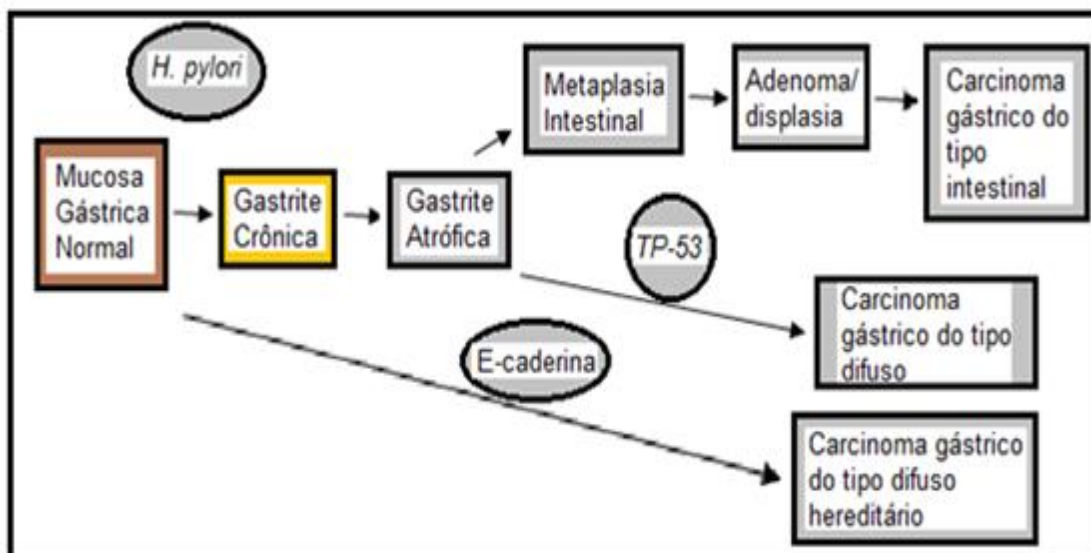 H. pylori
Mucosa
Gástrica
Normal
Gastrite
Crônica
Gastrite
Atrófica
Metaplasia
Intestinal
Adenoma/
displasia
Carcinoma
gástrico do
tipo
intestinal
TP-53
Carcinoma
gástrico do tipo
difuso
E-caderina
Carcinoma gástrico
do tipo difuso
hereditário